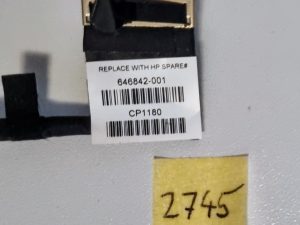 REPLACE WITH HP SPARE#
646842-001
CP1180
2745